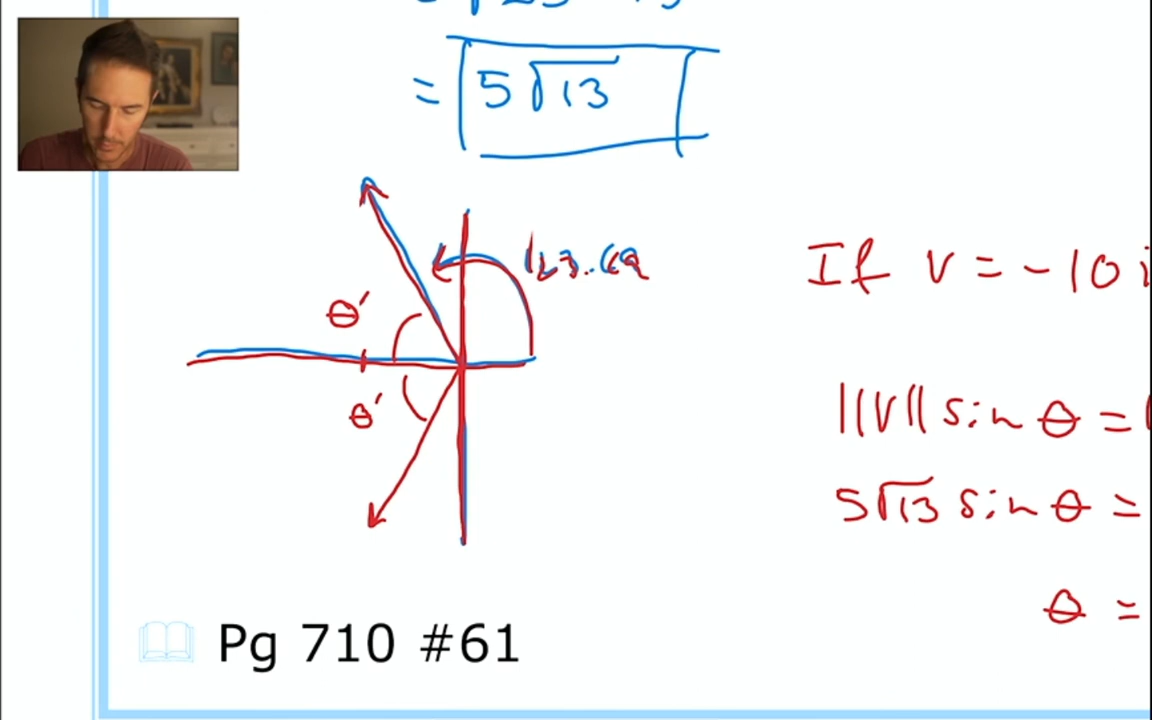 = 5√13
123.69
If v = -10i
θ'
θ'
||v|| sin θ =
5√13 sin θ =
θ =
Pg 710 #61